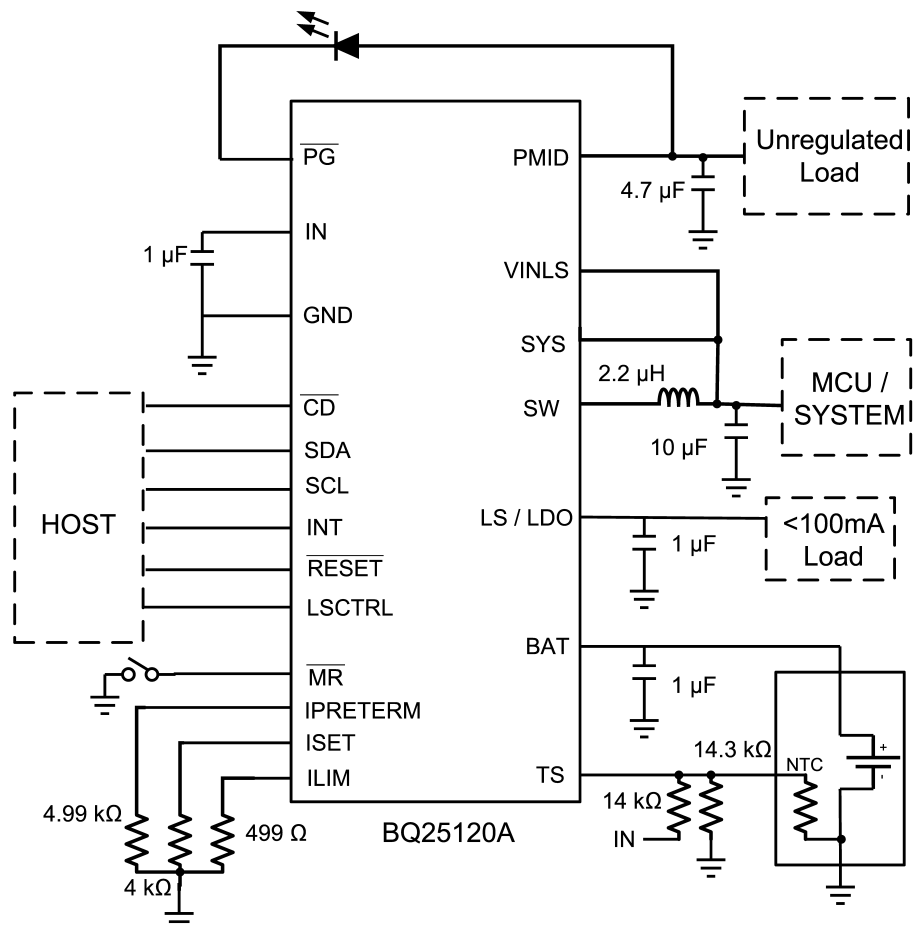 PG
PMID
Unregulated
Load
4.7 µF
IN
1 µF
GND
VINLS
SYS
2.2 µH
SW
MCU /
SYSTEM
10 µF
HOST
CD
SDA
SCL
INT
RESET
LSCTRL
LS / LDO
<100mA
Load
1 µF
BAT
1 µF
MR
IPRETERM
ISET
ILIM
TS
14.3 kΩ
NTC
+
-
14 kΩ
IN
4.99 kΩ
499 Ω
4 kΩ
BQ25120A